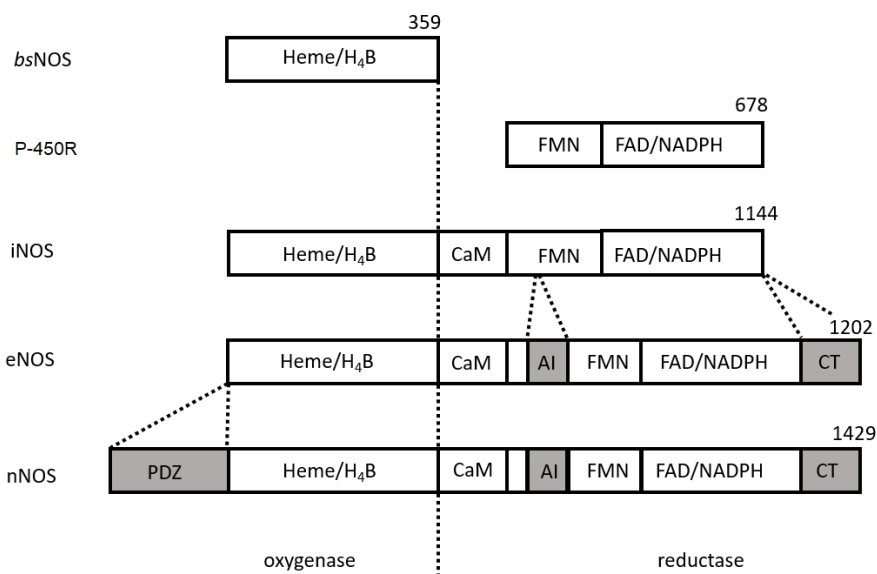 359
bsNOS Heme/H₄B
678
P-450R FMN FAD/NADPH
1144
iNOS Heme/H₄B CaM FMN FAD/NADPH
1202
eNOS Heme/H₄B CaM AI FMN FAD/NADPH CT
1429
nNOS PDZ Heme/H₄B CaM AI FMN FAD/NADPH CT
oxygenase reductase